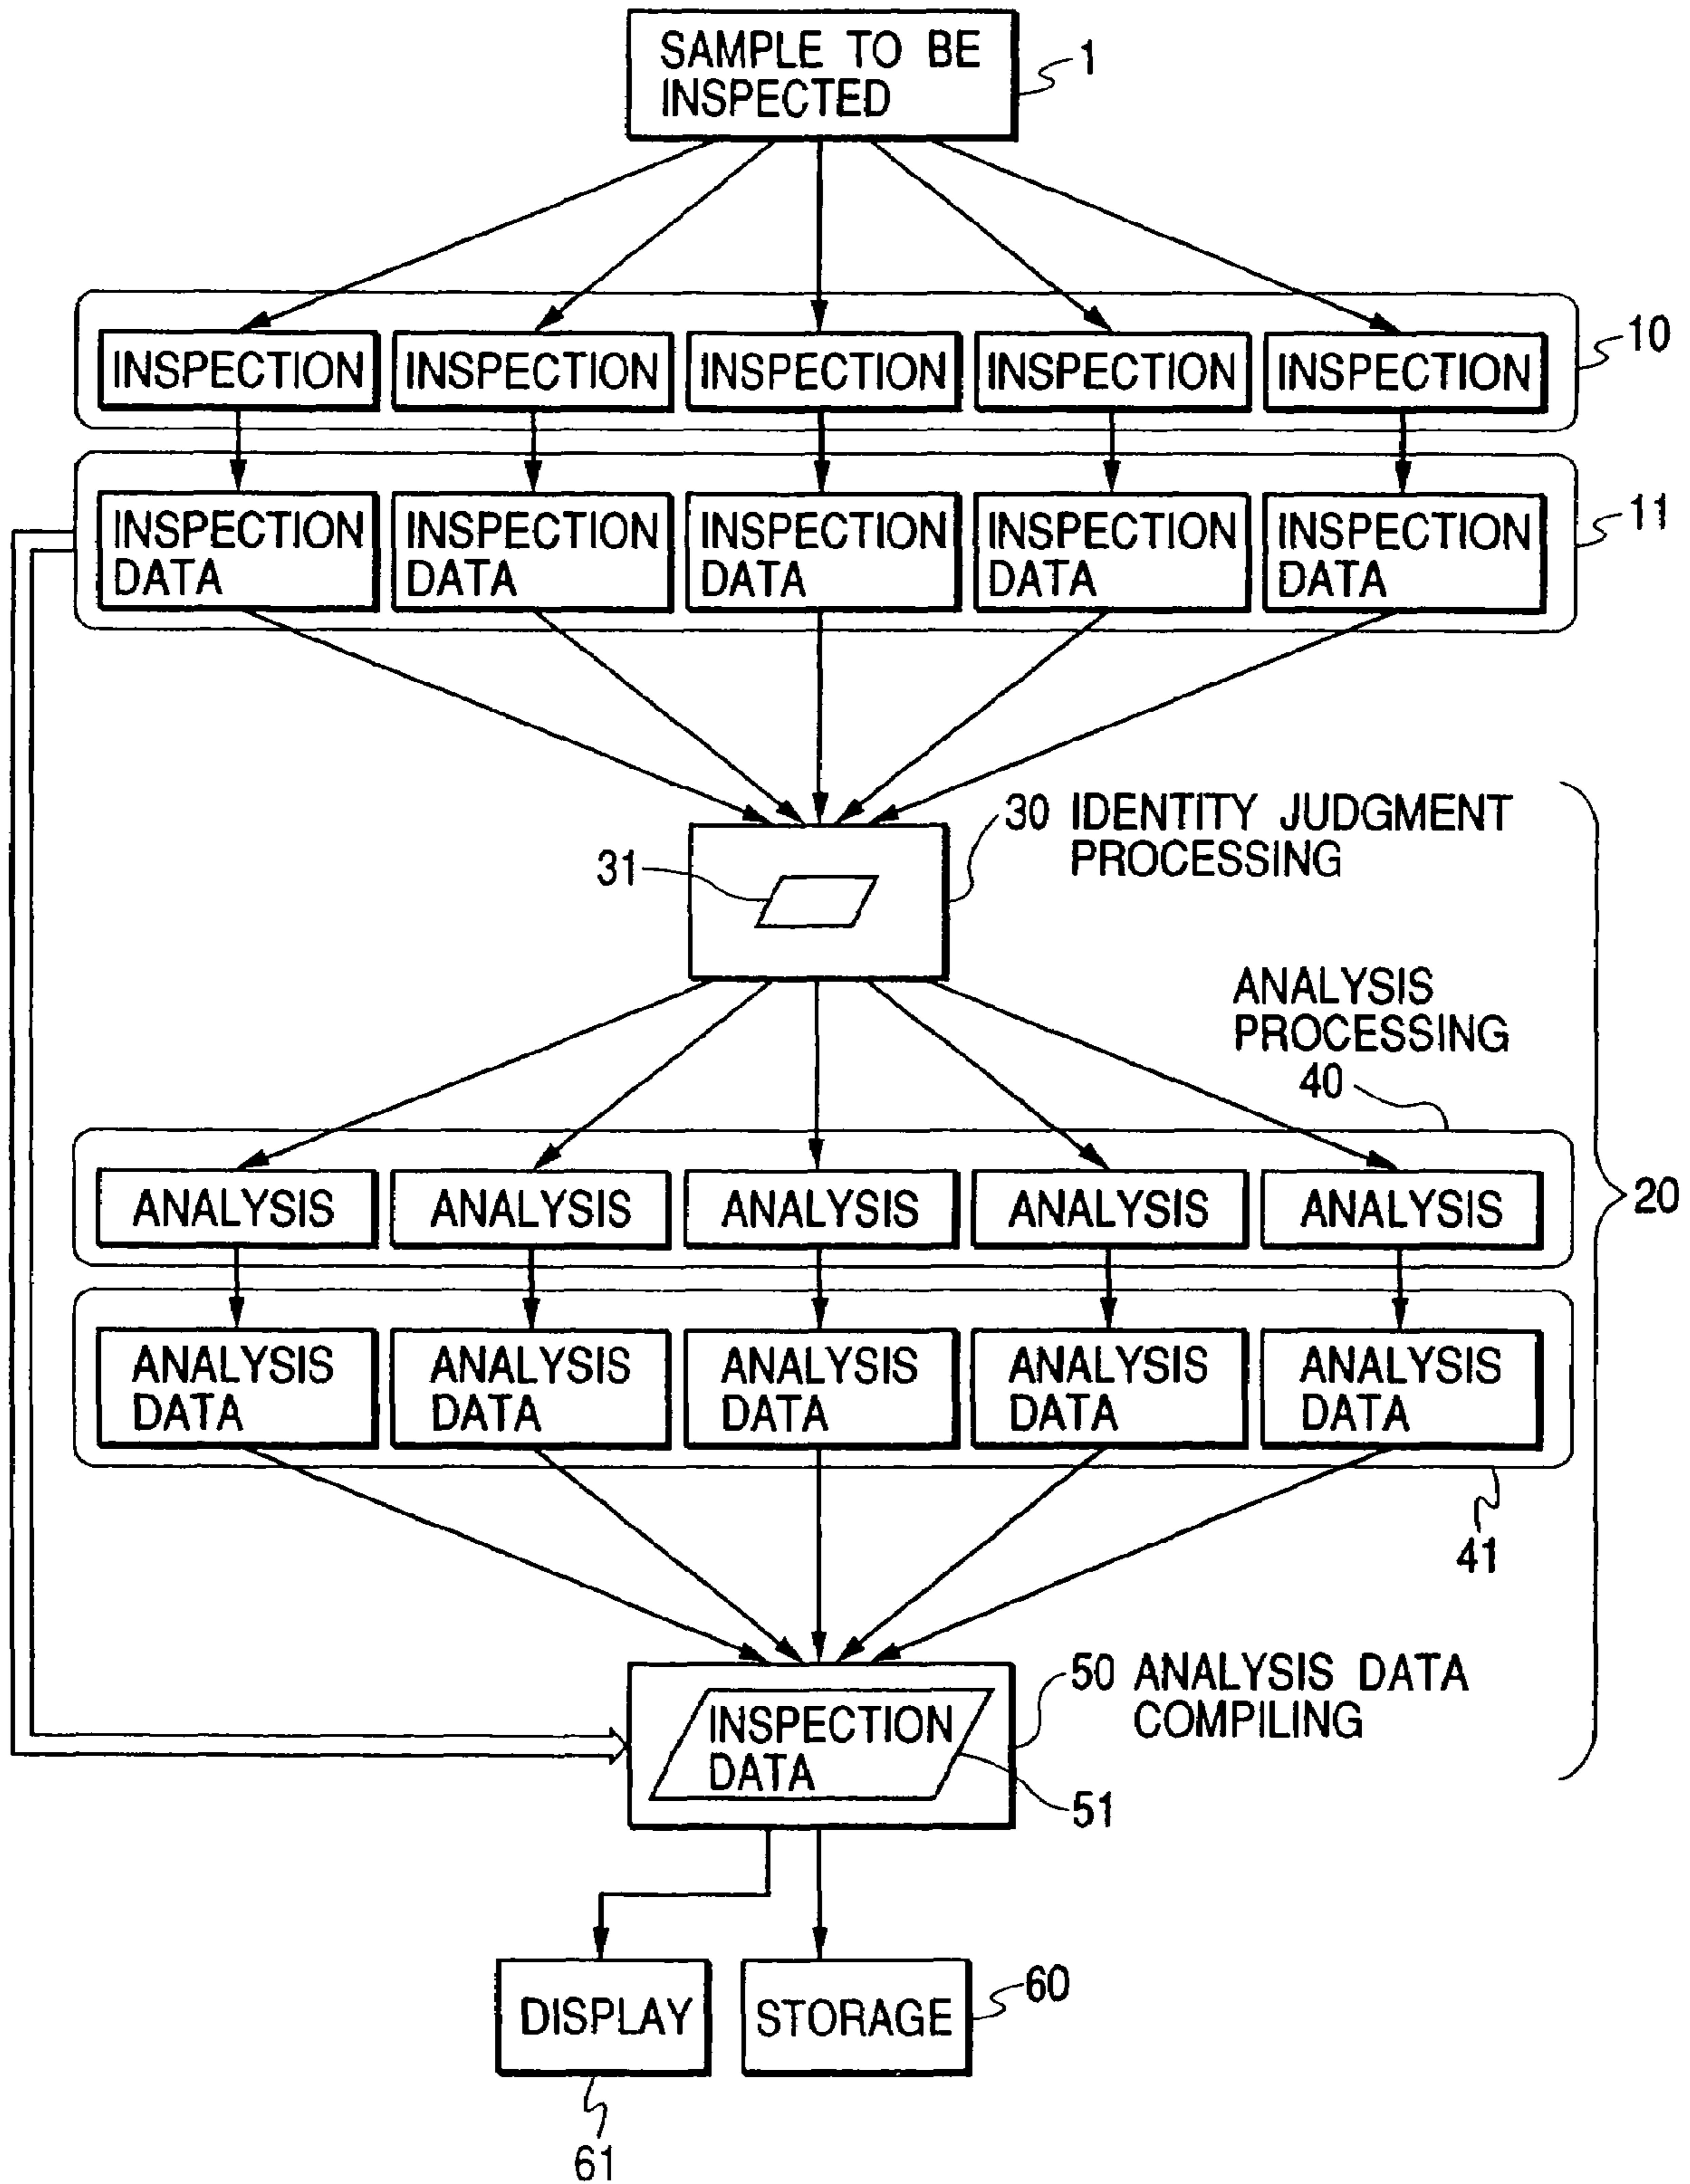 SAMPLE TO BE
INSPECTED
1
INSPECTION INSPECTION INSPECTION INSPECTION INSPECTION
10
INSPECTION INSPECTION INSPECTION INSPECTION INSPECTION
DATA DATA DATA DATA DATA
11
30 IDENTITY JUDGMENT
PROCESSING
31
ANALYSIS
PROCESSING
40
ANALYSIS ANALYSIS ANALYSIS ANALYSIS ANALYSIS
20
ANALYSIS ANALYSIS ANALYSIS ANALYSIS ANALYSIS
DATA DATA DATA DATA DATA
41
50 ANALYSIS DATA
COMPILING
INSPECTION
DATA
51
DISPLAY
STORAGE
60
61